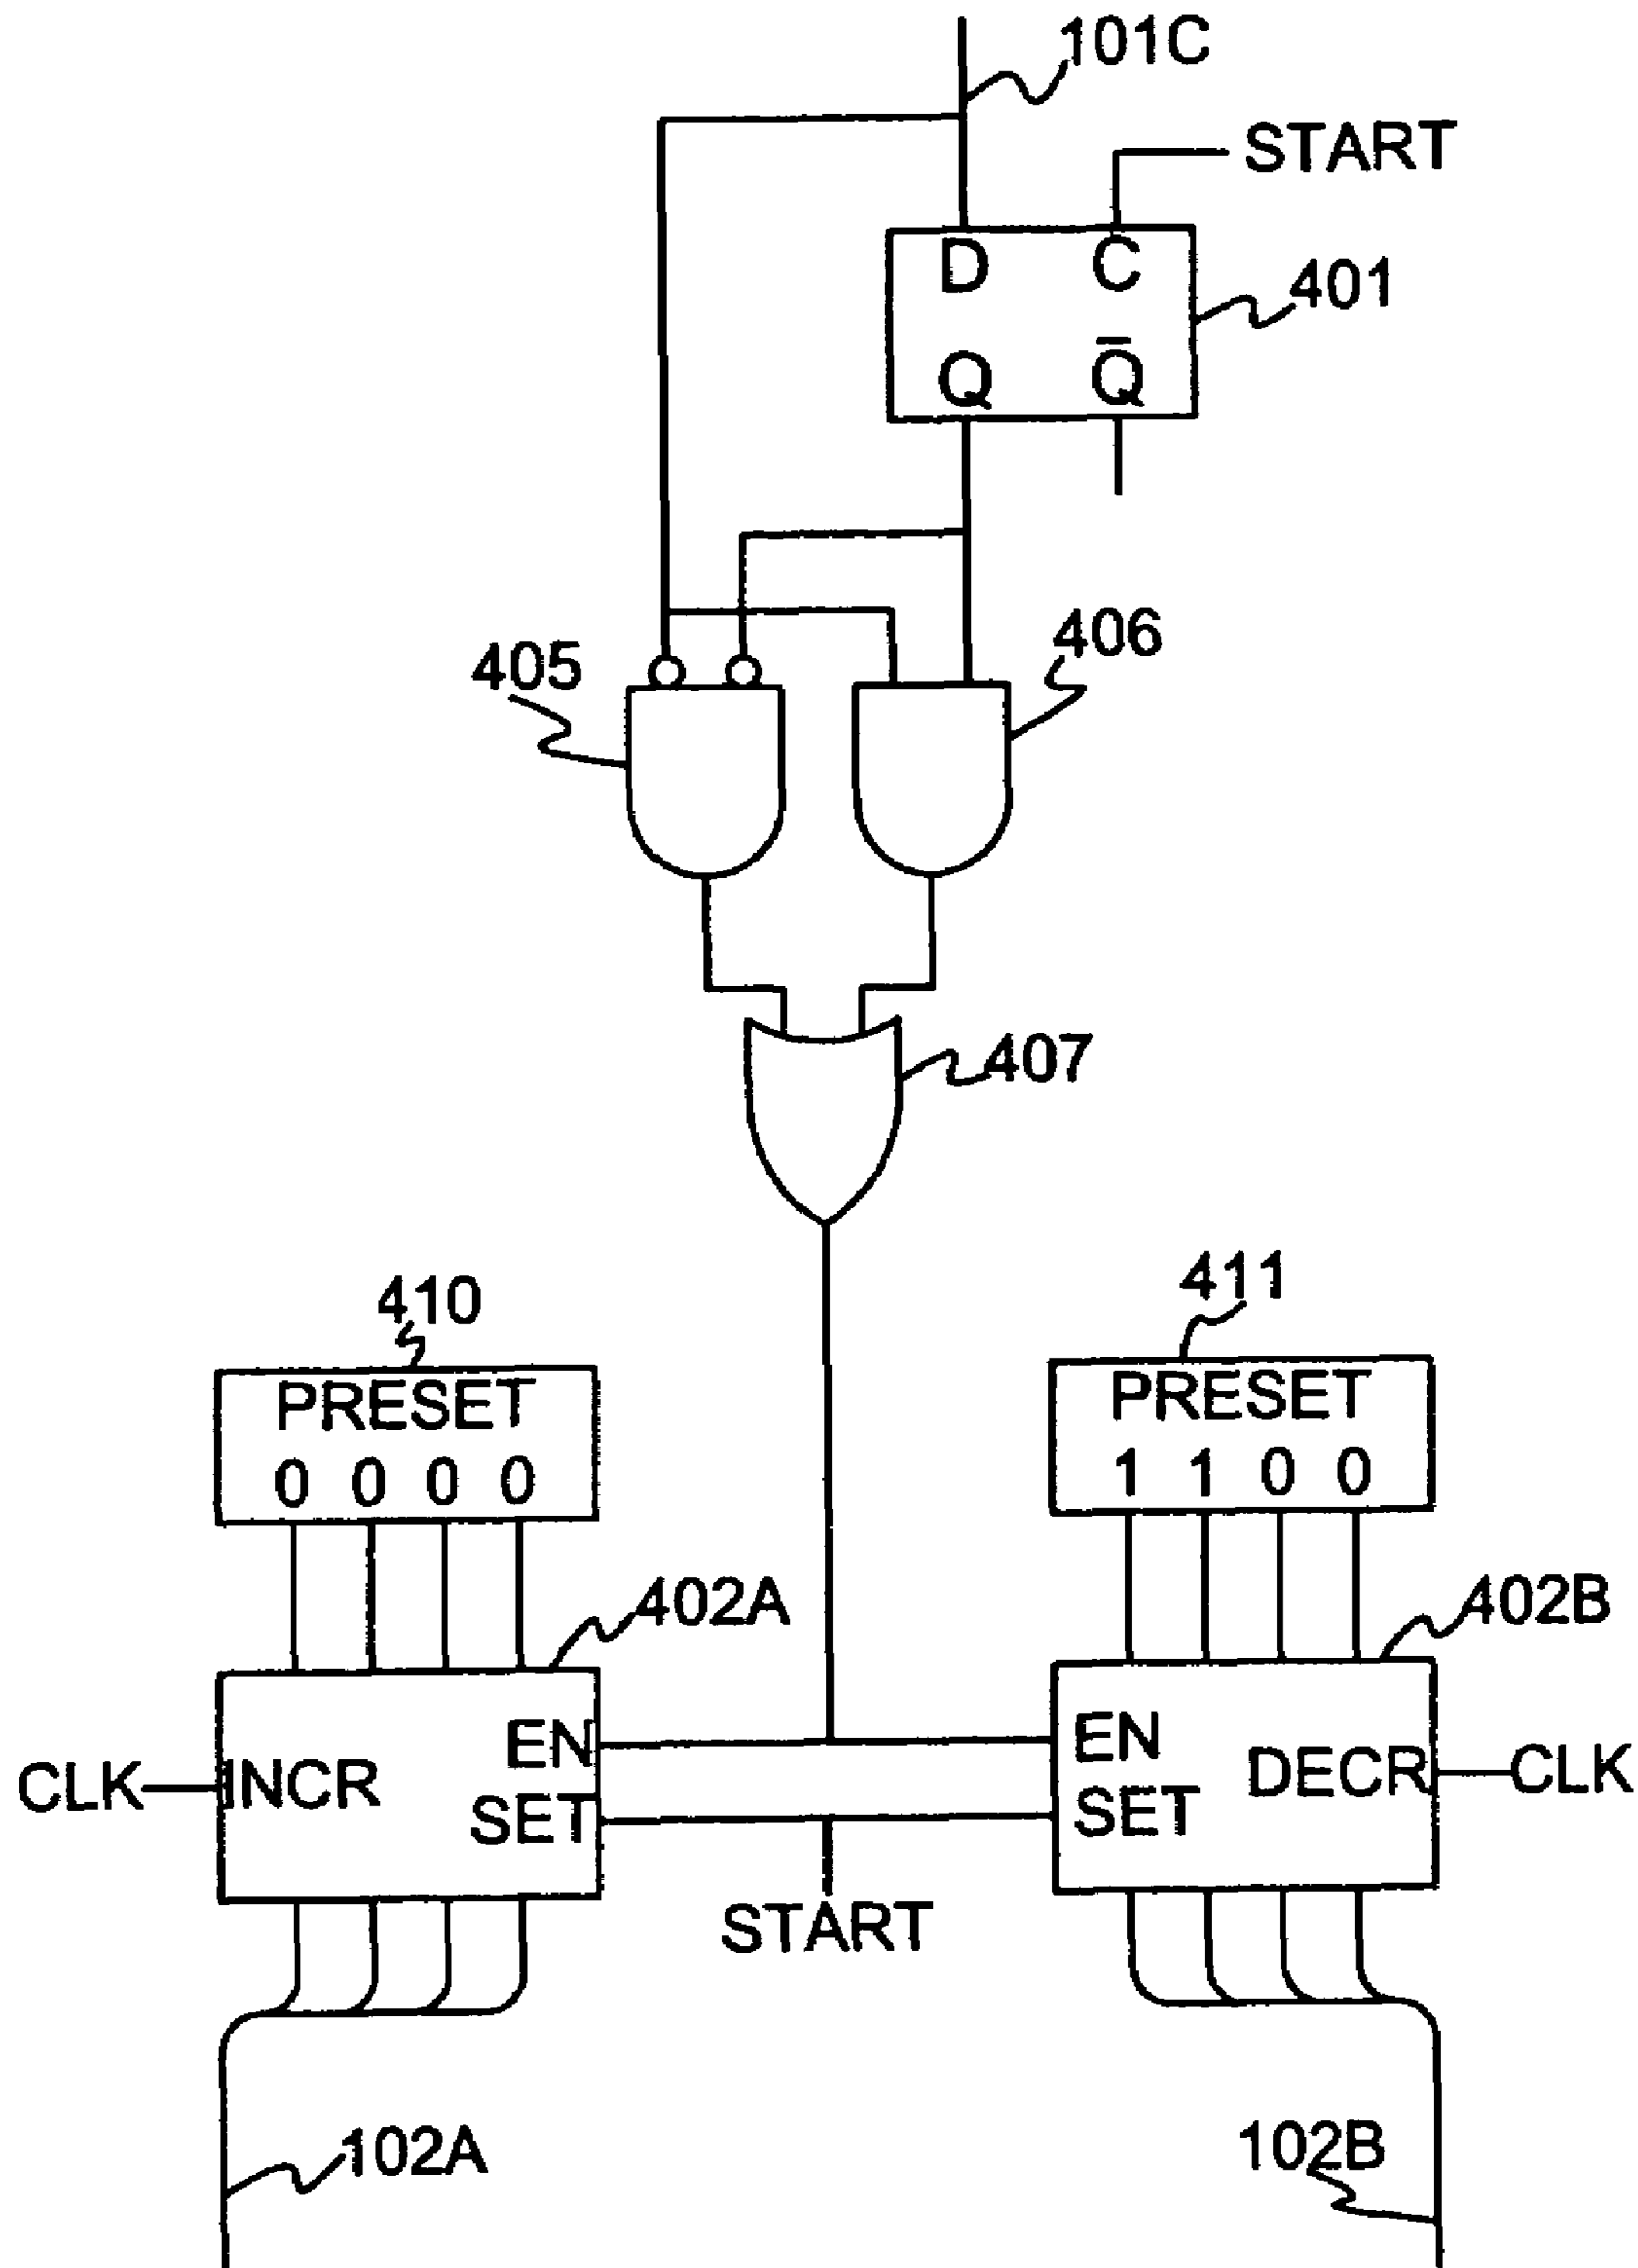 101C
START
D C
401
Q Q̅
405
406
407
410
411
PRESET
0 0 0 0
PRESET
1 1 0 0
402A
402B
CLK
INCR
EN
SET
EN
SET
DECR
CLK
START
102A
102B